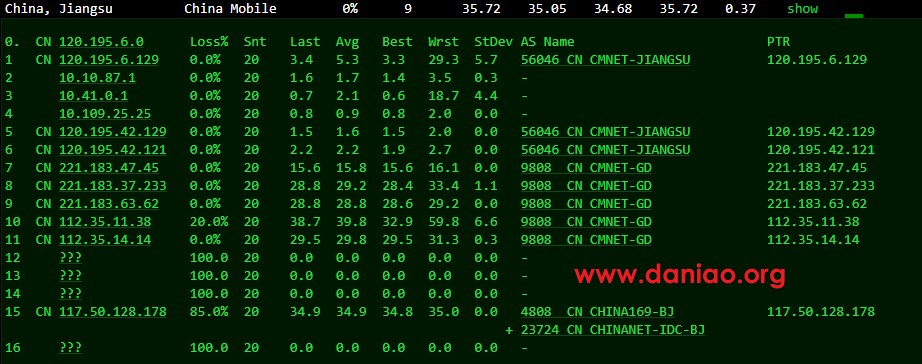 China, Jiangsu China Mobile 0% 9 35.72 35.05 34.68 35.72 0.37 show
0. CN 120.195.6.0 Loss% Snt Last Avg Best Wrst StDev AS Name PTR
1 CN 120.195.6.129 0.0% 20 3.4 5.3 3.3 29.3 5.7 56046 CN CMNET-JIANGSU 120.195.6.129
2 10.10.87.1 0.0% 20 1.6 1.7 1.4 3.5 0.3 -
3 10.41.0.1 0.0% 20 0.7 2.1 0.6 18.7 4.4 -
4 10.109.25.25 0.0% 20 0.8 0.9 0.8 2.0 0.0 -
5 CN 120.195.42.129 0.0% 20 1.5 1.6 1.5 2.0 0.0 56046 CN CMNET-JIANGSU 120.195.42.129
6 CN 120.195.42.121 0.0% 20 2.2 2.2 1.9 2.7 0.0 56046 CN CMNET-JIANGSU 120.195.42.121
7 CN 221.183.47.45 0.0% 20 15.6 15.8 15.6 16.1 0.0 9808 CN CMNET-GD 221.183.47.45
8 CN 221.183.37.233 0.0% 20 28.8 29.2 28.4 33.4 1.1 9808 CN CMNET-GD 221.183.37.233
9 CN 221.183.63.62 0.0% 20 28.8 28.8 28.6 29.2 0.0 9808 CN CMNET-GD 221.183.63.62
10 CN 112.35.11.38 20.0% 20 38.7 39.8 32.9 59.8 6.6 9808 CN CMNET-GD 112.35.11.38
11 CN 112.35.14.14 0.0% 20 29.5 29.8 29.5 31.3 0.3 9808 CN CMNET-GD 112.35.14.14
12 ??? 100.0 20 0.0 0.0 0.0 0.0 0.0 -
13 ??? 100.0 20 0.0 0.0 0.0 0.0 0.0 -
14 ??? 100.0 20 0.0 0.0 0.0 0.0 0.0 -
www.daniao.org
15 CN 117.50.128.178 85.0% 20 34.9 34.9 34.8 35.0 0.0 4808 CN CHINA169-BJ 117.50.128.178
+ 23724 CN CHINANET-IDC-BJ
16 ??? 100.0 20 0.0 0.0 0.0 0.0 0.0 -